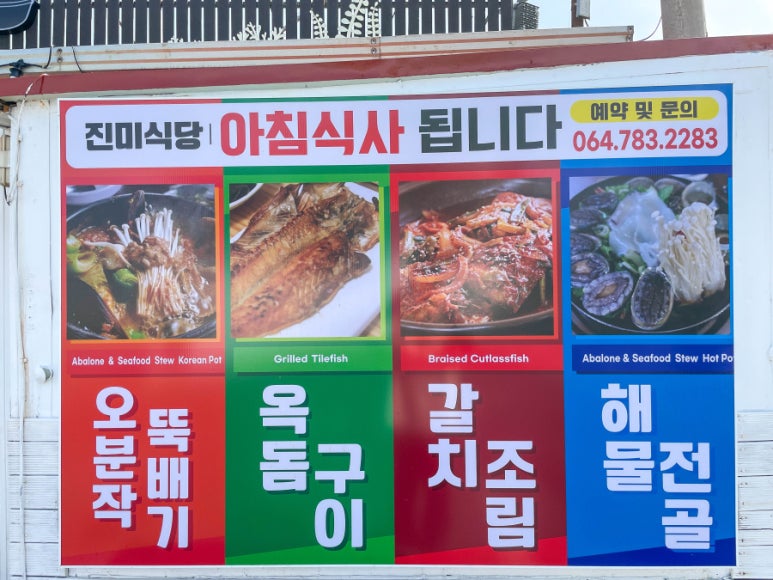 진미식당 | 아침식사 됩니다
예약 및 문의
064.783.2283
Abalone & Seafood Stew Korean Pot
Grilled Tilefish
Braised Cutlassfish
Abalone & Seafood Stew Hot Po
오분작
뚝배기
옥돔
구이
갈치
조림
해물
전골